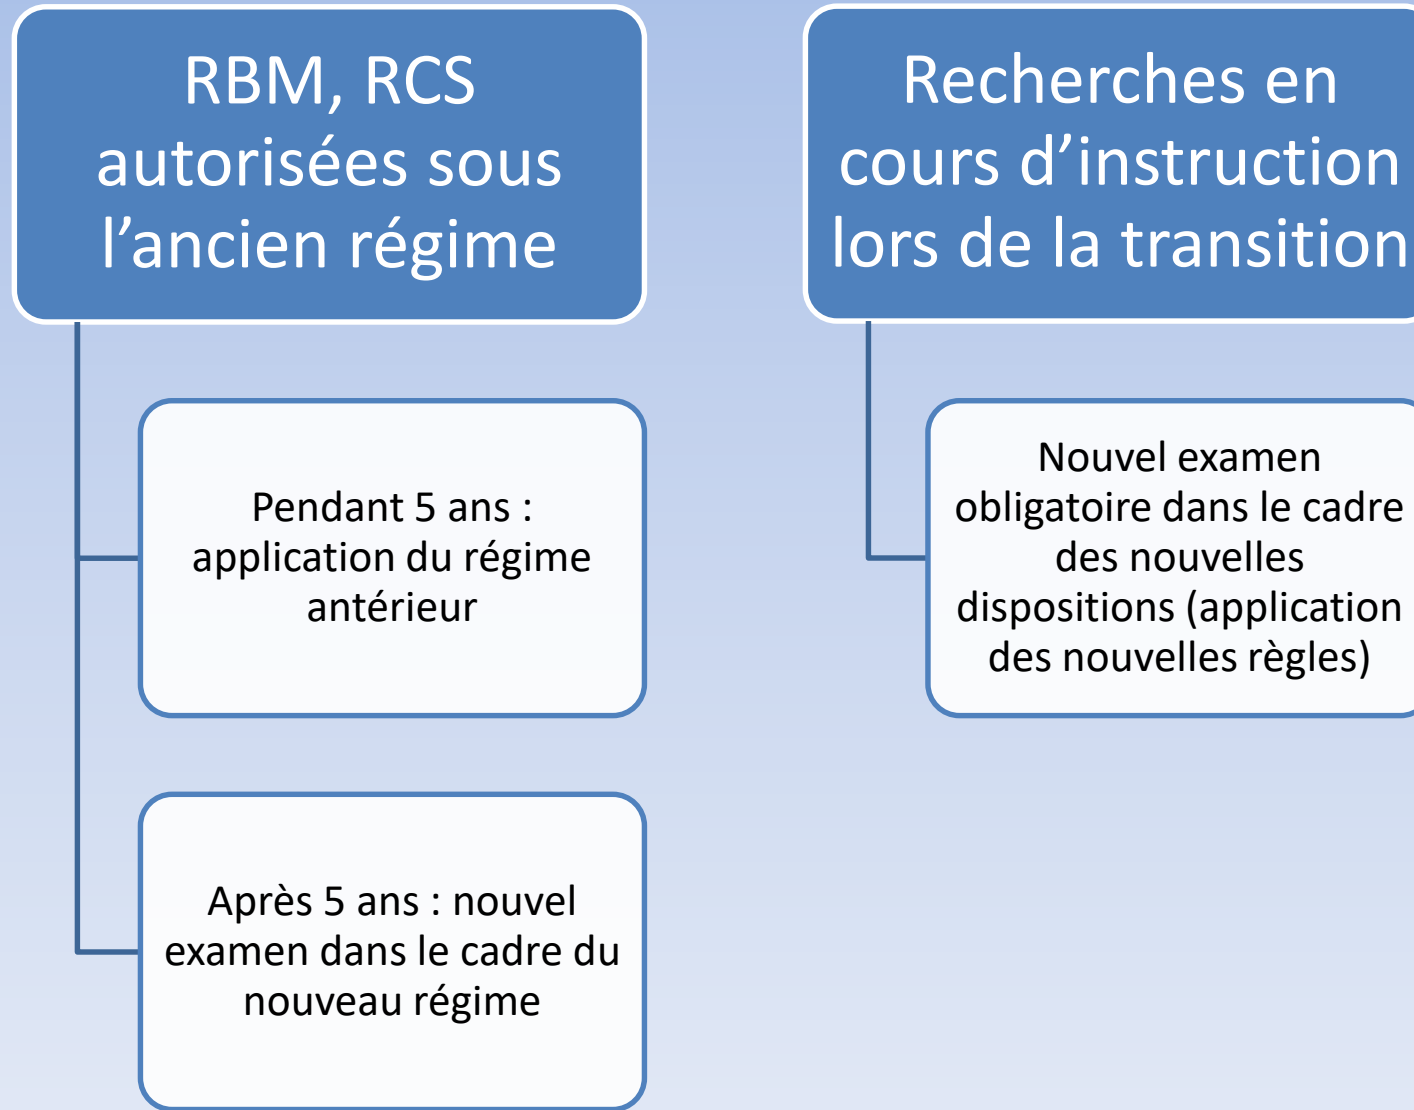 RBM, RCS
autorisées sous
l’ancien régime
Pendant 5 ans :
application du régime
antérieur
Après 5 ans : nouvel
examen dans le cadre du
nouveau régime
Recherches en
cours d’instruction
lors de la transition
Nouvel examen
obligatoire dans le cadre
des nouvelles
dispositions (application
des nouvelles règles)